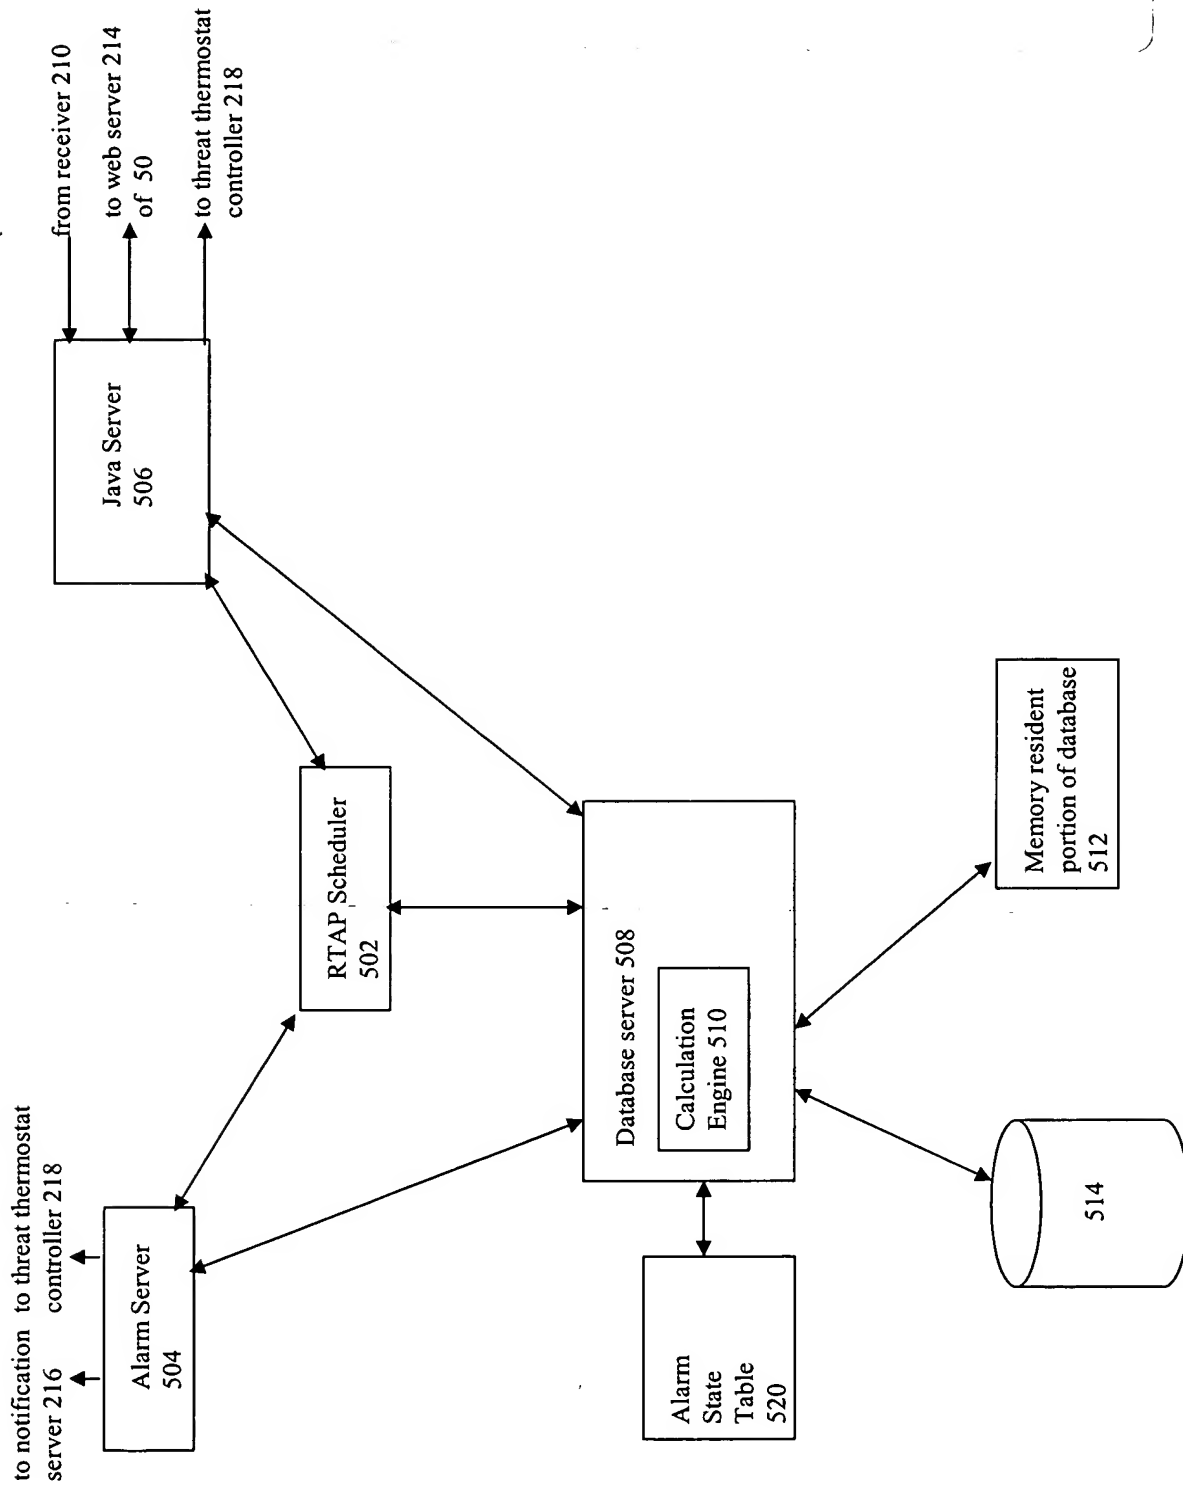 to notification
server 216
to threat thermostat
controller 218
Alarm Server
504
RTAP Scheduler
502
Java Server
506
from receiver 210
to web server 214
of 50
to threat thermostat
controller 218
Alarm
State
Table
520
Database server 508
Calculation
Engine 510
514
Memory resident
portion of database
512